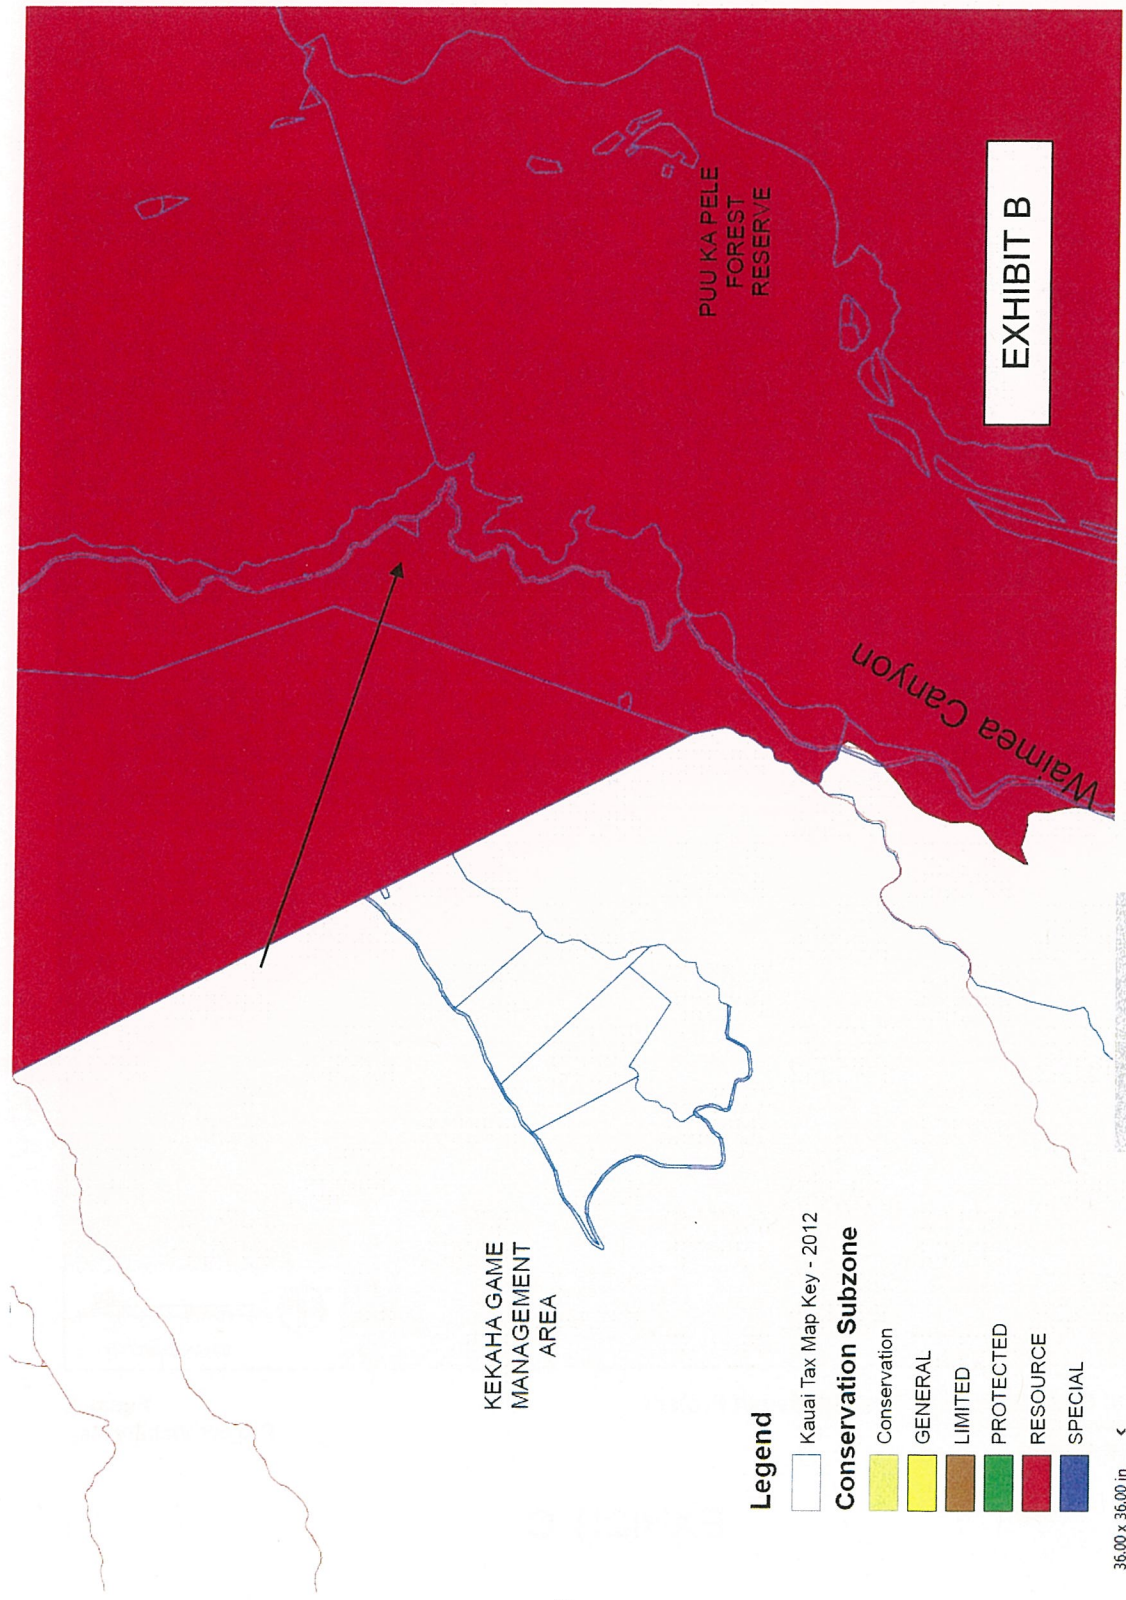 PUU KA PELE
FOREST
RESERVE
EXHIBIT B
Waimea Canyon
KEKAHA GAME
MANAGEMENT
AREA
Legend
Kauai Tax Map Key - 2012
Conservation Subzone
Conservation
GENERAL
LIMITED
PROTECTED
RESOURCE
SPECIAL
36.00 x 36.00 in